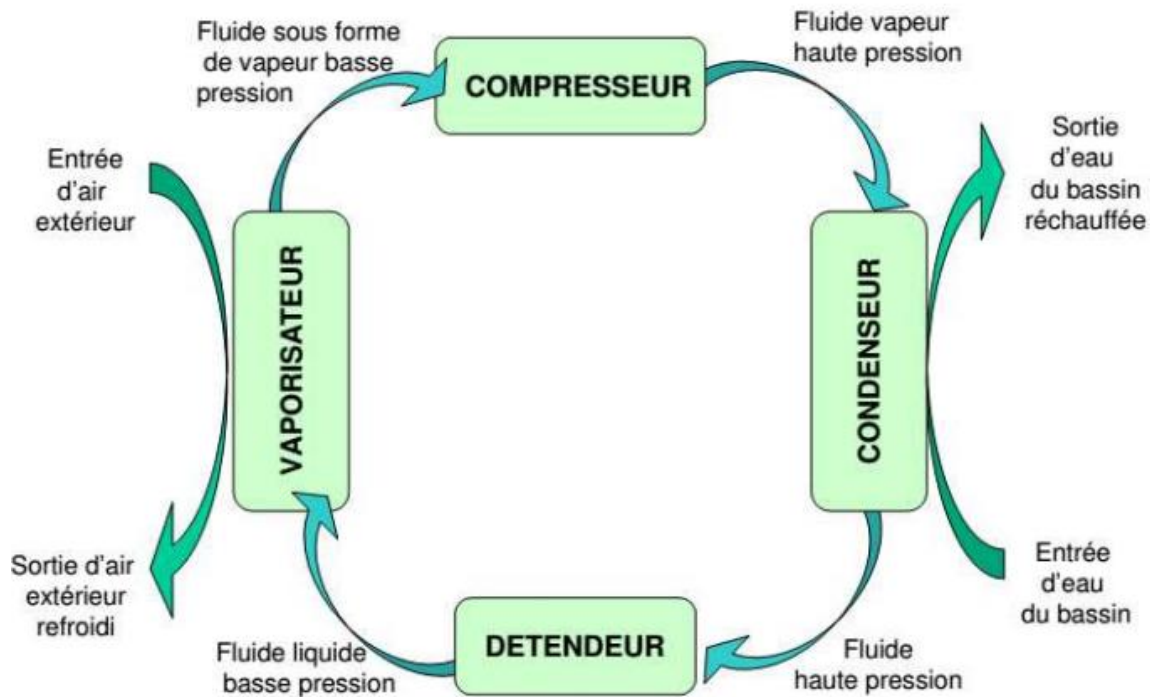 Fluide sous forme
de vapeur basse
pression
COMPRESSEUR
Fluide vapeur
haute pression
Entrée
d'air
extérieur
Sortie
d'eau
du bassin
réchauffée
VAPORISATEUR
CONDENSEUR
Sortie d'air
extérieur
refroidi
Fluide liquide
basse pression
DETENDEUR
Fluide
haute pression
Entrée
d'eau
du bassin